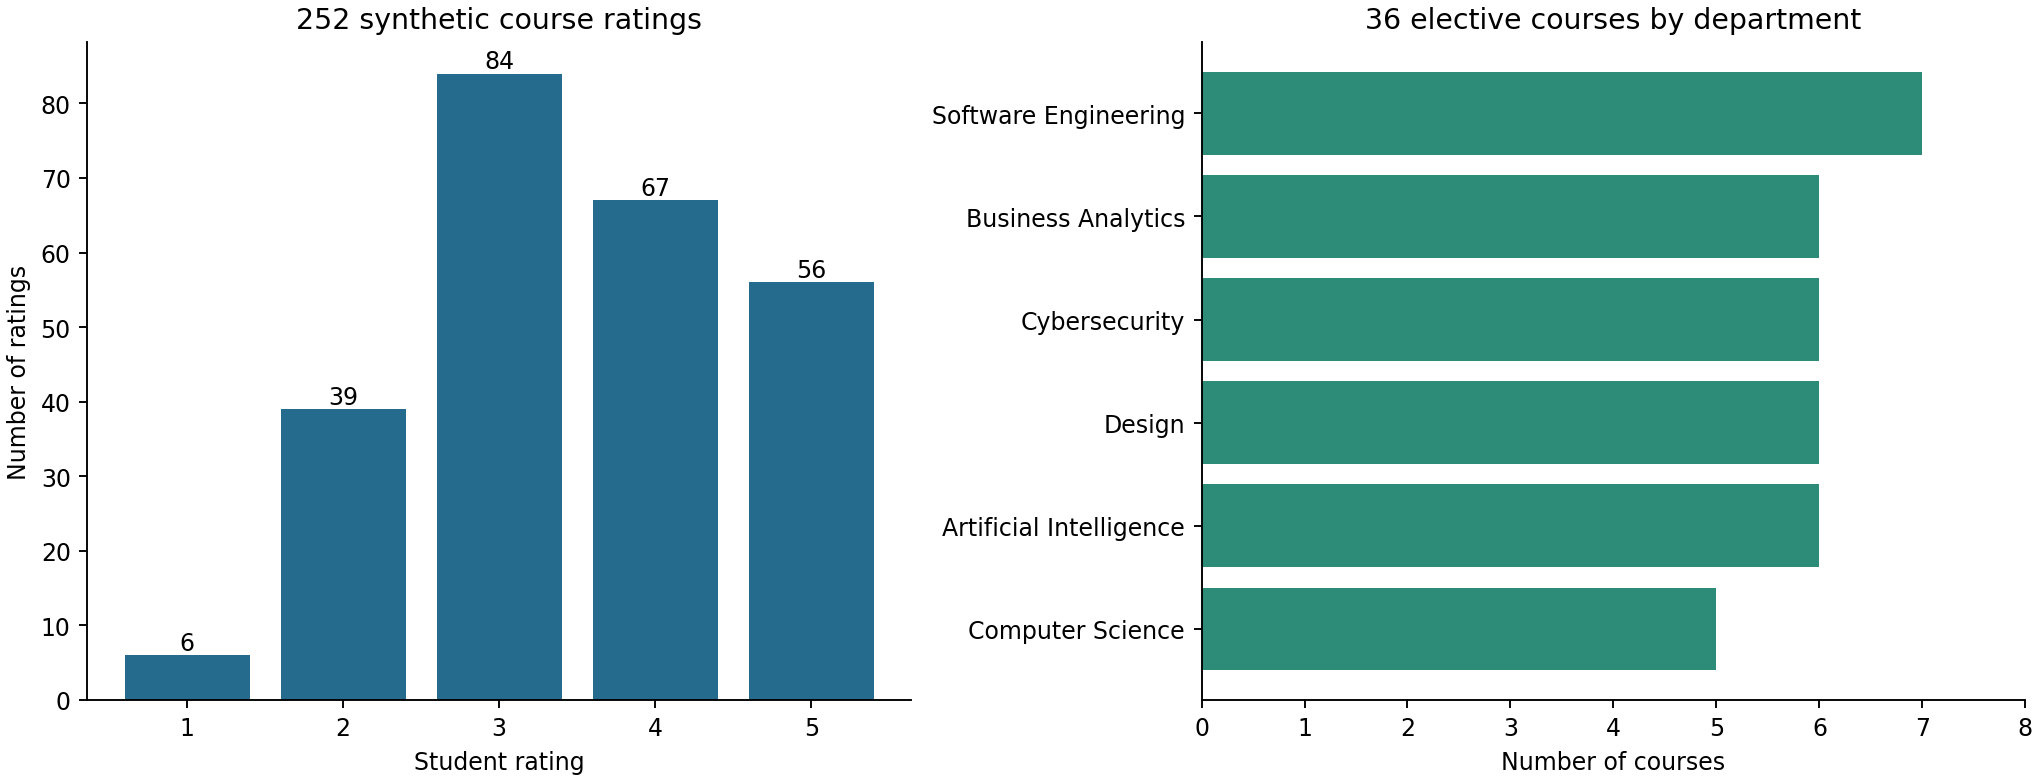 252 synthetic course ratings
Number of ratings
80
70
60
50
40
30
20
10
0
6
39
84
67
56
1 2 3 4 5
Student rating
36 elective courses by department
Software Engineering
Business Analytics
Cybersecurity
Design
Artificial Intelligence
Computer Science
0 1 2 3 4 5 6 7 8
Number of courses